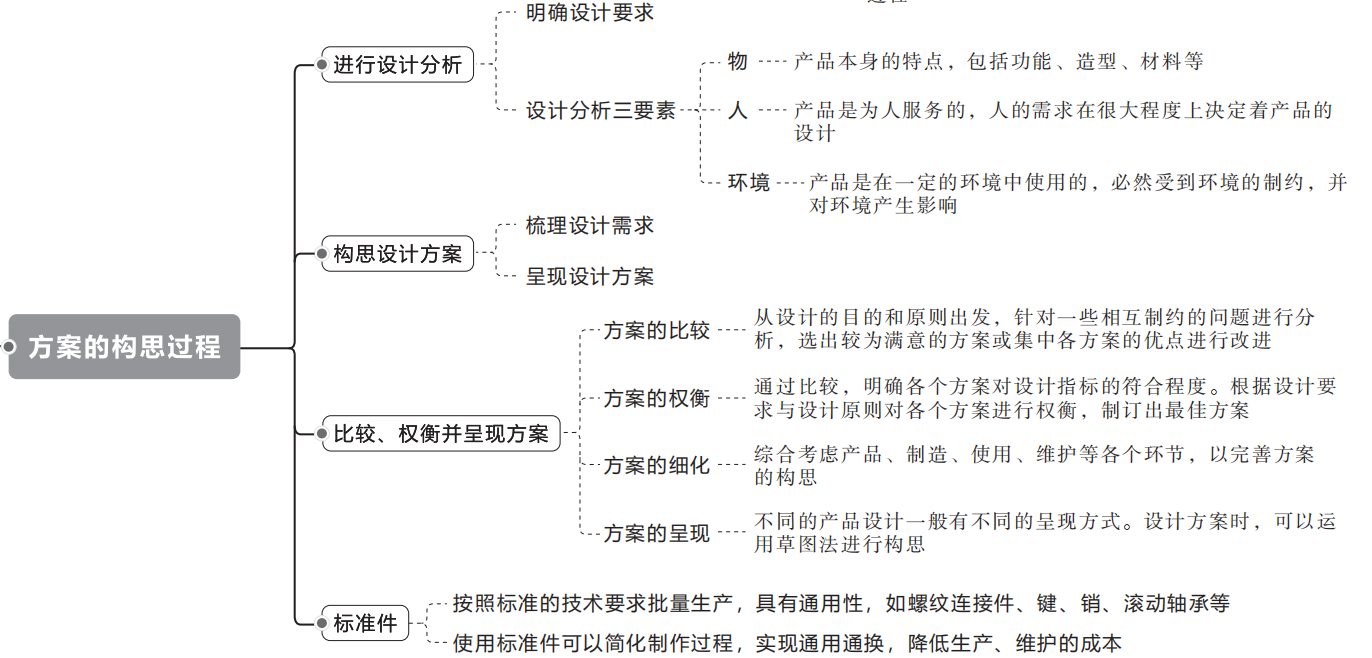 明确设计要求
进行设计分析
物
产品本身的特点，包括功能、造型、材料等
设计分析三要素
人
产品是为人服务的，人的需求在很大程度上决定着产品的
设计
环境
产品是在一定的环境中使用的，必然受到环境的制约，并
对环境产生影响
梳理设计需求
构思设计方案
呈现设计方案
方案的构思过程
方案的比较
从设计的目的和原则出发，针对一些相互制约的问题进行分
析，选出较为满意的方案或集中各方案的优点进行改进
方案的权衡
通过比较，明确各个方案对设计指标的符合程度。根据设计要
求与设计原则对各个方案进行权衡，制订出最佳方案
比较、权衡并呈现方案
方案的细化
综合考虑产品、制造、使用、维护等各个环节，以完善方案
的构思
方案的呈现
不同的产品设计一般有不同的呈现方式。设计方案时，可以运
用草图法进行构思
标准件
按照标准的技术要求批量生产，具有通用性，如螺纹连接件、键、销、滚动轴承等
使用标准件可以简化制作过程，实现通用通换，降低生产、维护的成本